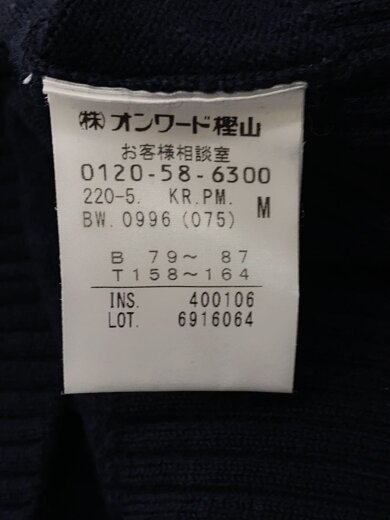 ㈱オンワード樫山
お客様相談室
0120-58-6300
220-5. KR.PM.
BW.0996(075) M
B 79〜 87
T158〜164
INS. 400106
LOT. 6916064